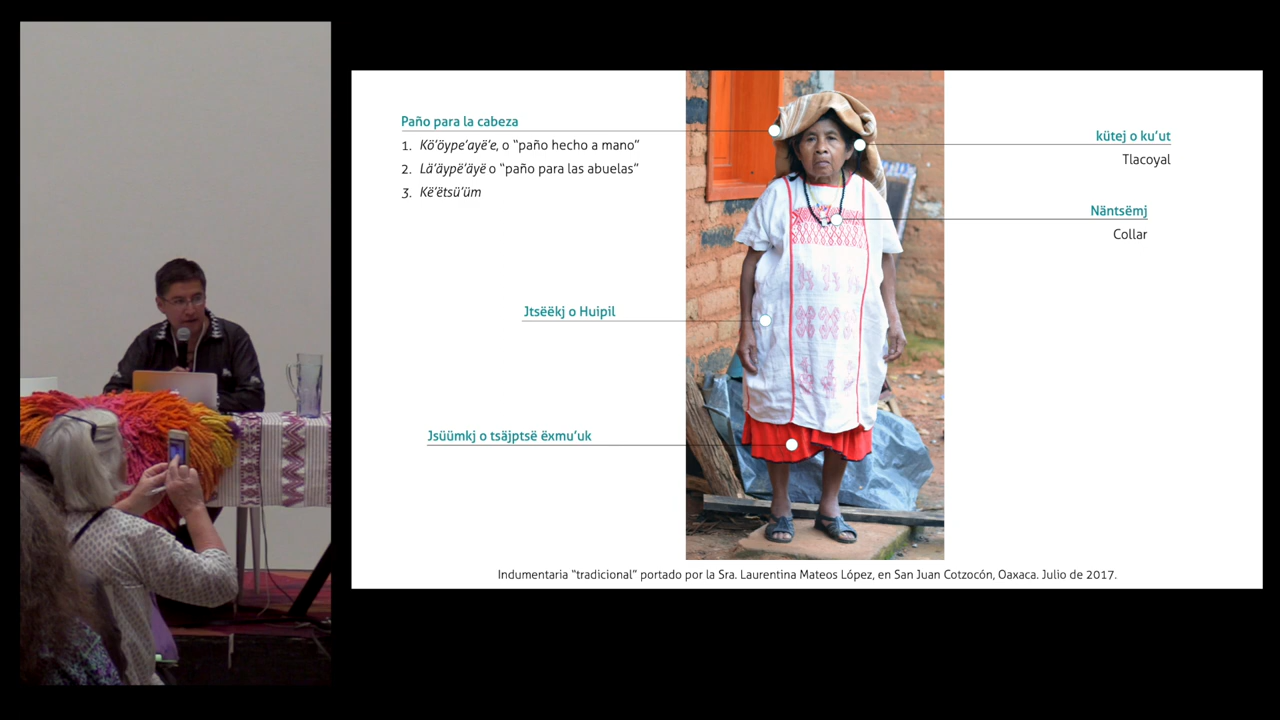 Paño para la cabeza
1. Kö’öype’ayë’e, o “paño hecho a mano”
2. Lä’äypë’äyë o “paño para las abuelas”
3. Kë’ëtsü’üm
kütej o ku’ut
Tlacoyal
Näntsëmj
Collar
Jtsëëkj o Huipil
Jsüümkj o tsäjptsë ëxmu’uk
Indumentaria “tradicional” portado por la Sra. Laurentina Mateos López, en San Juan Cotzocón, Oaxaca. Julio de 2017.